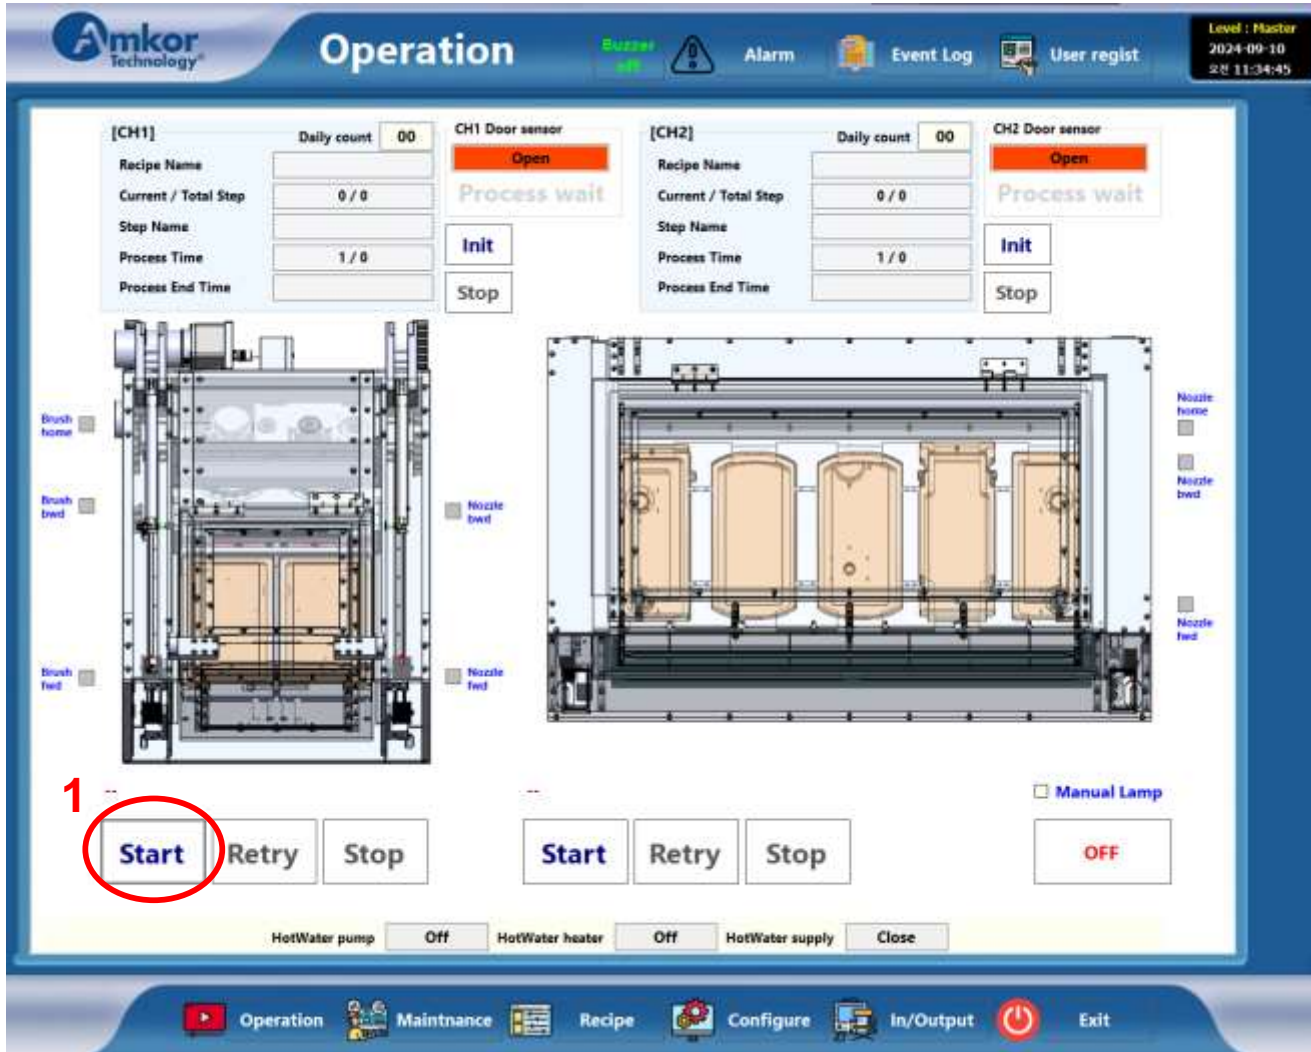 Amkor
Technology®
Operation
Buzzer
off
Alarm
Event Log
User regist
Level : Master
2024-09-10
오전 11:34:45
[CH1]
Daily count 00
Recipe Name
Current / Total Step 0 / 0
Step Name
Process Time 1 / 0
Process End Time
CH1 Door sensor
Open
Process wait
Init
Stop
[CH2]
Daily count 00
Recipe Name
Current / Total Step 0 / 0
Step Name
Process Time 1 / 0
Process End Time
CH2 Door sensor
Open
Process wait
Init
Stop
Brush
home
Brush
bwd
Brush
fwd
Nozzle
bwd
Nozzle
fwd
Nozzle
home
Nozzle
bwd
Nozzle
fwd
1
--
Start Retry Stop
--
Start Retry Stop
Manual Lamp
OFF
HotWater pump Off HotWater heater Off HotWater supply Close
Operation Maintnance Recipe Configure In/Output Exit